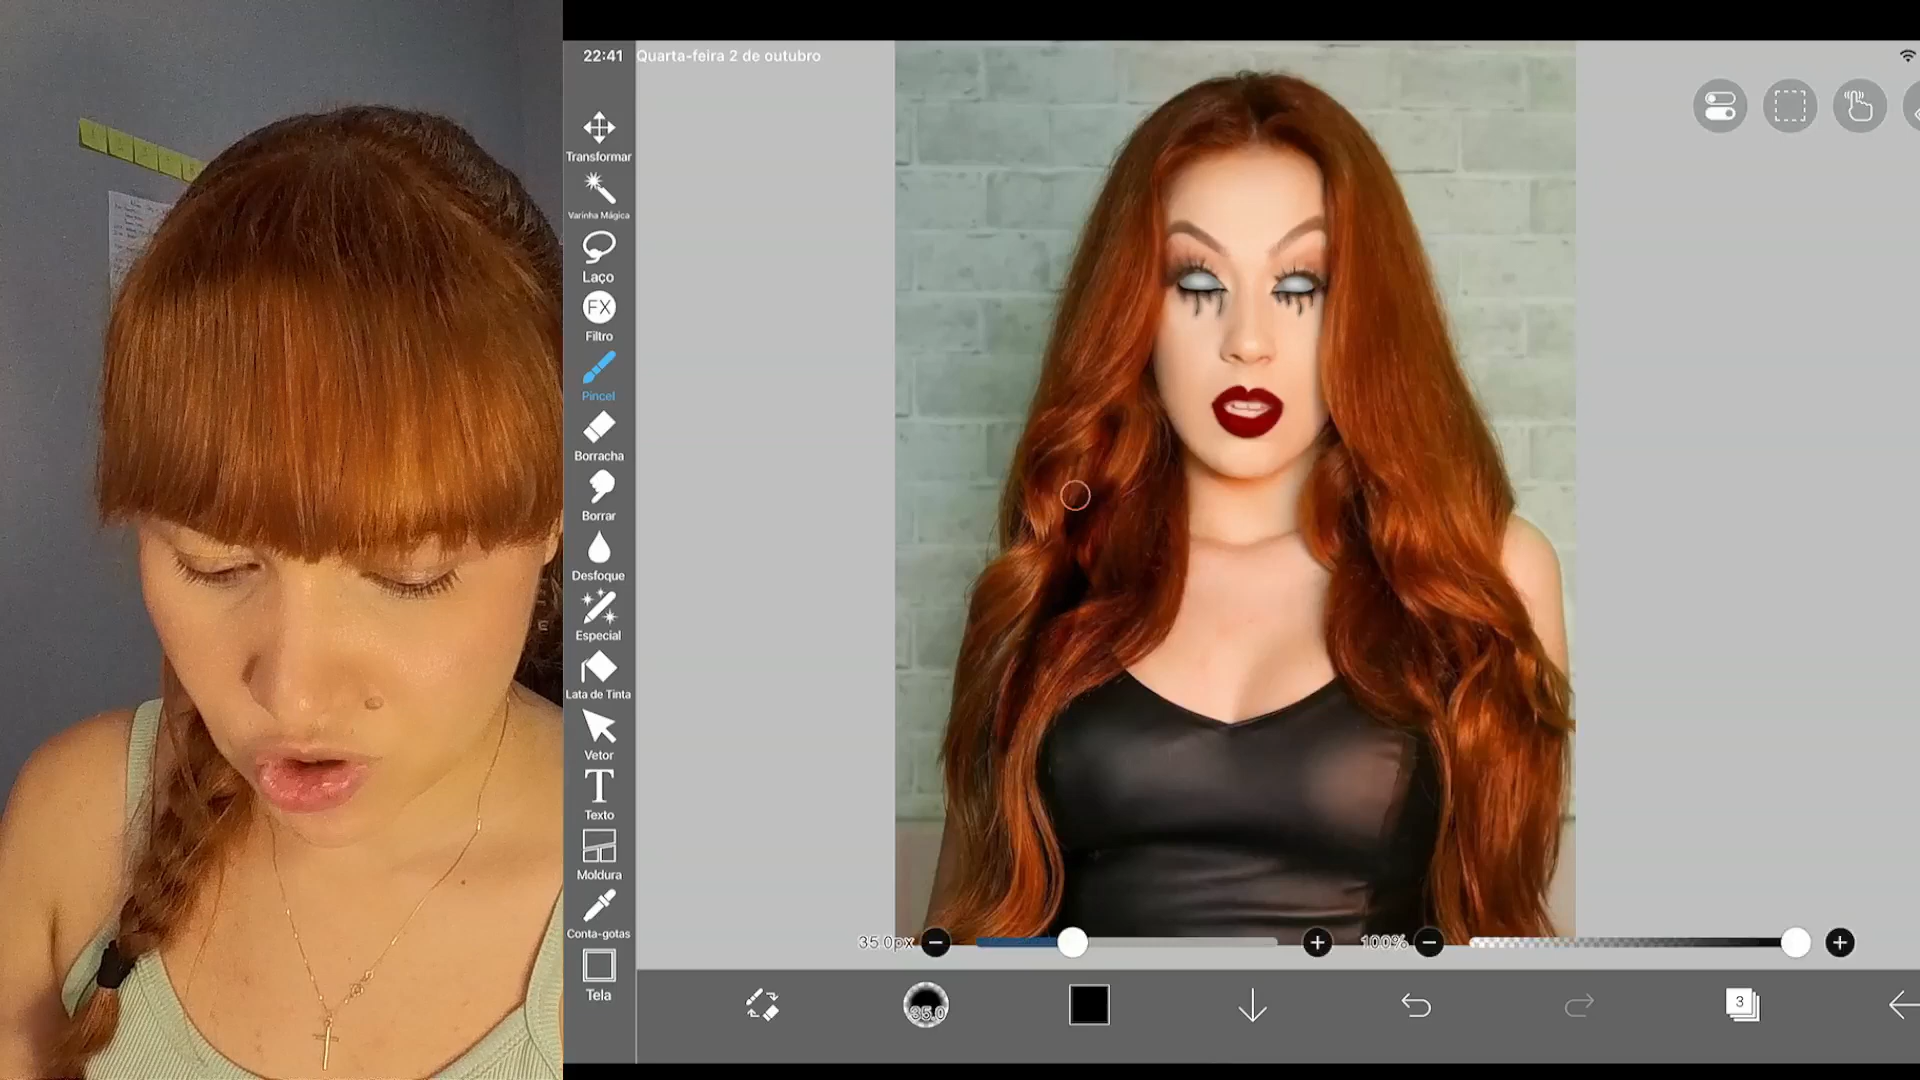 22:41 Quarta-feira 2 de outubro
Transformar
Varinha Mágica
Laço
FX
Filtro
Pincel
Borracha
Borrar
Desfoque
Especial
Lata de Tinta
Vetor
T
Texto
Moldura
Conta-gotas
Tela
35.0px
100%
35.0
3